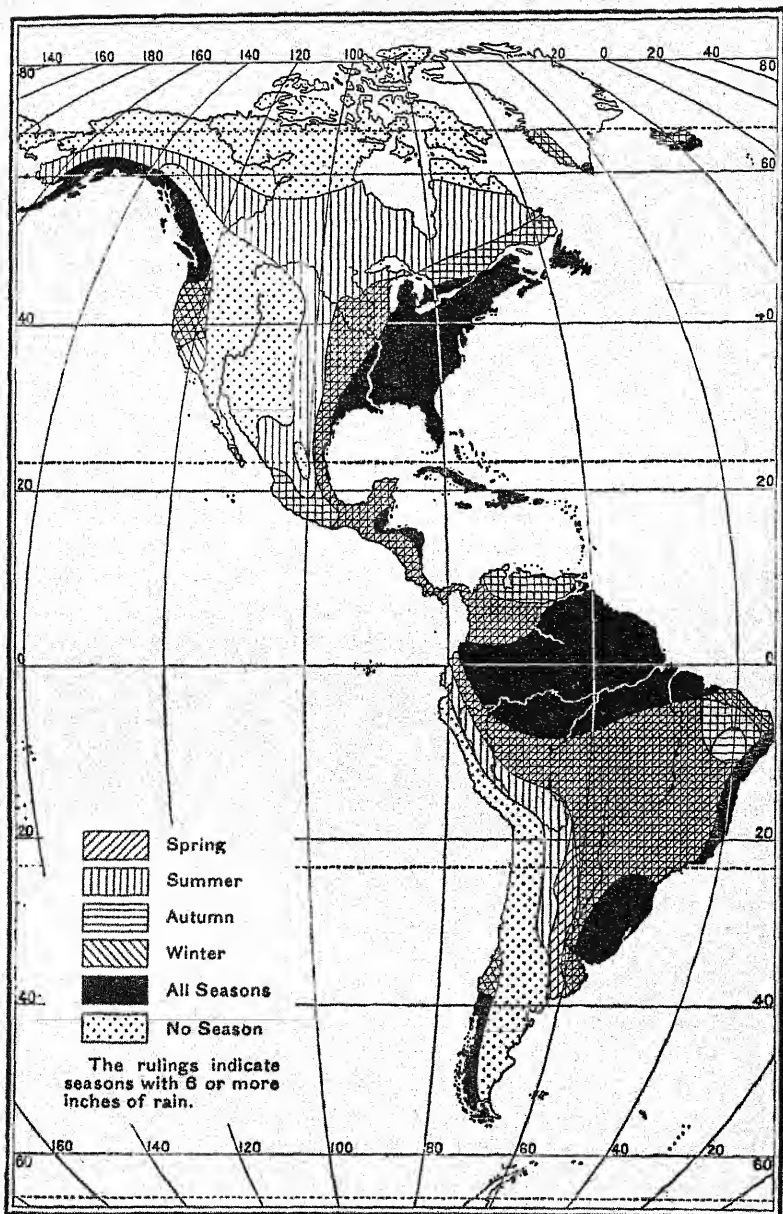 80 140 160 160 140 120 100 20 0 20 40 80
60 60
40 40
20 20
0 0
20 20
40 40
60 160 140 120 100 80 60 40 20 60
Spring
Summer
Autumn
Winter
All Seasons
No Season
The rulings indicate
seasons with 6 or more
inches of rain.